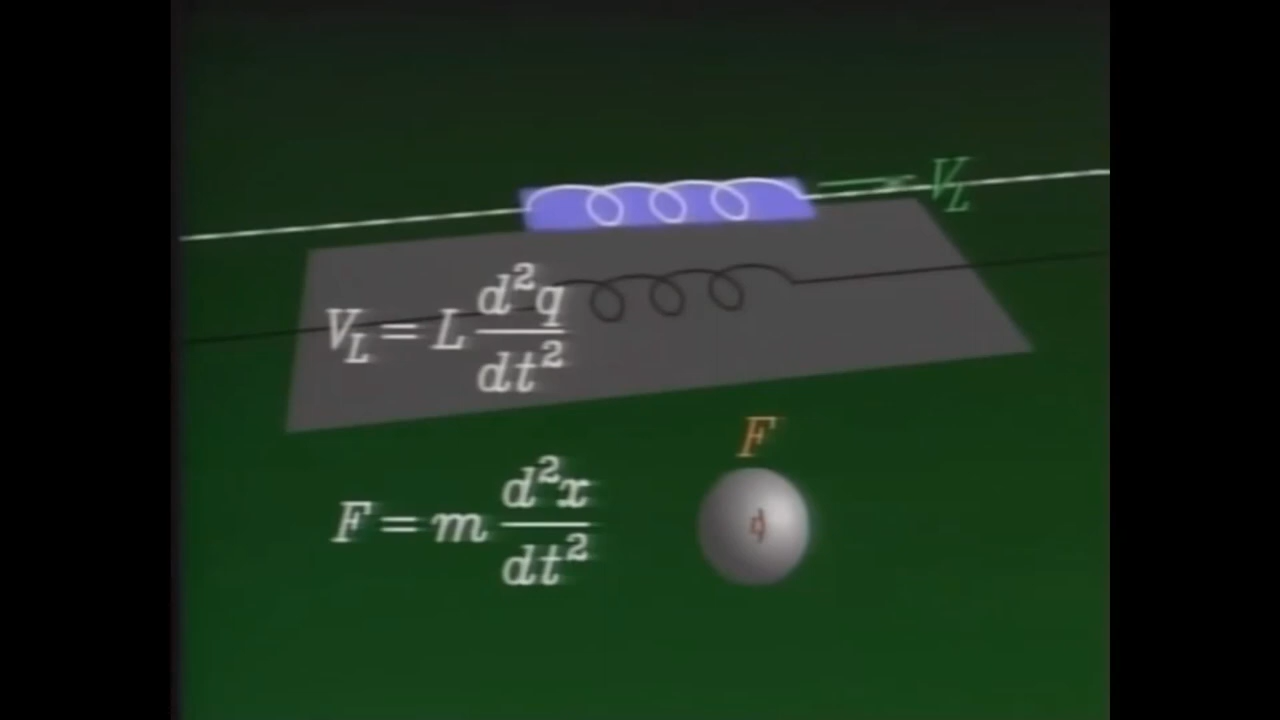 V_L
V_L = L d²q/dt²
F
F = m d²x/dt²